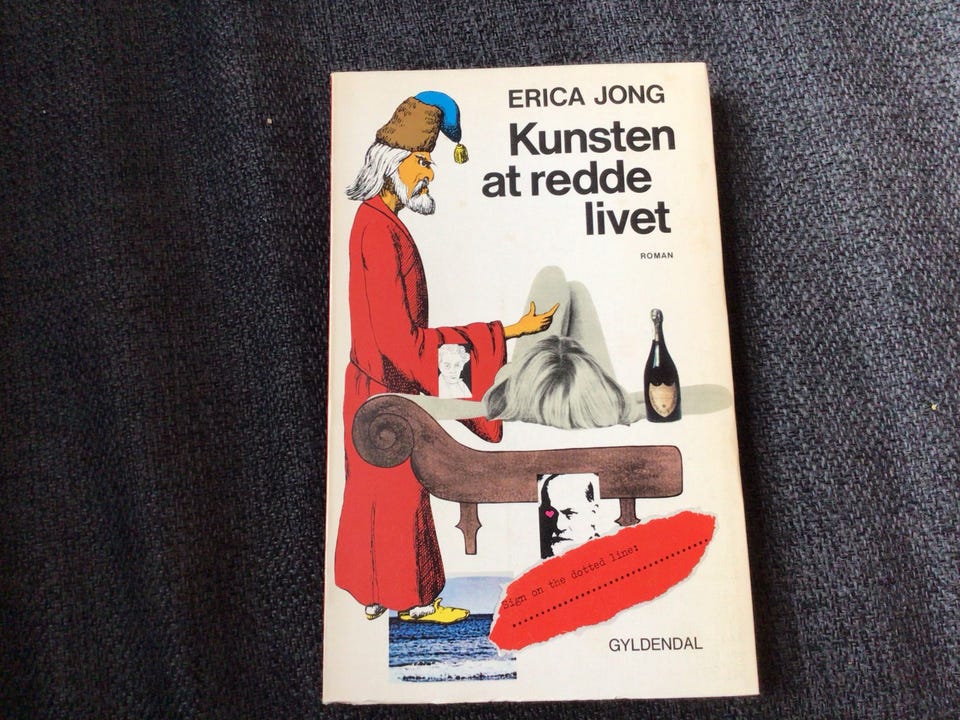 ERICA JONG
Kunsten
at redde
livet
ROMAN
Sign on the dotted line:
GYLDENDAL